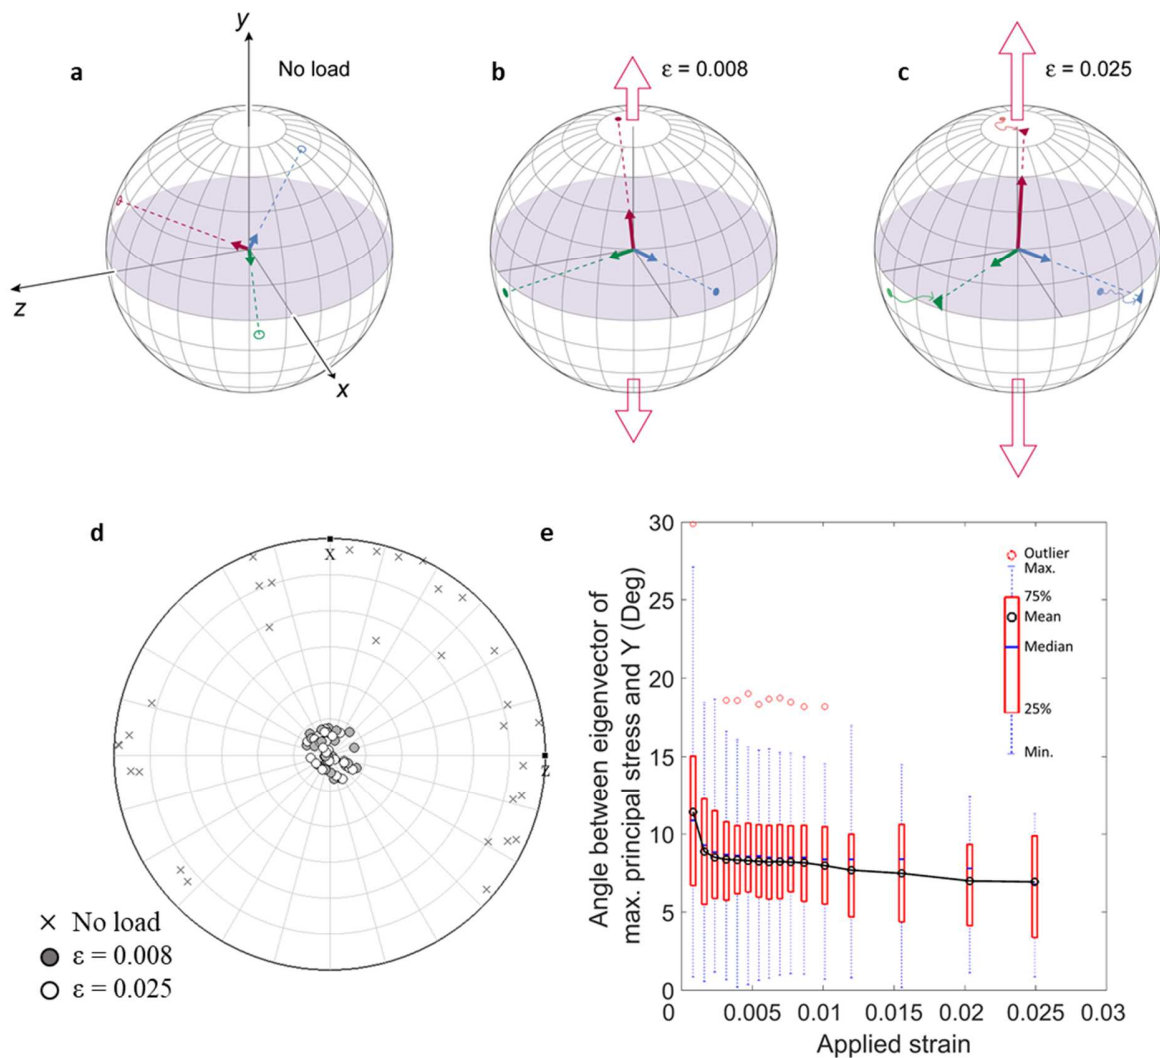 y
a
No load
z
x
b
ε = 0.008
c
ε = 0.025
d
X
Z
× No load
ε = 0.008
ε = 0.025
e
Angle between eigenvector of
max. principal stress and Y (Deg)
30
25
20
15
10
5
0
Outlier
Max.
75%
Mean
Median
25%
Min.
0 0.005 0.01 0.015 0.02 0.025 0.03
Applied strain